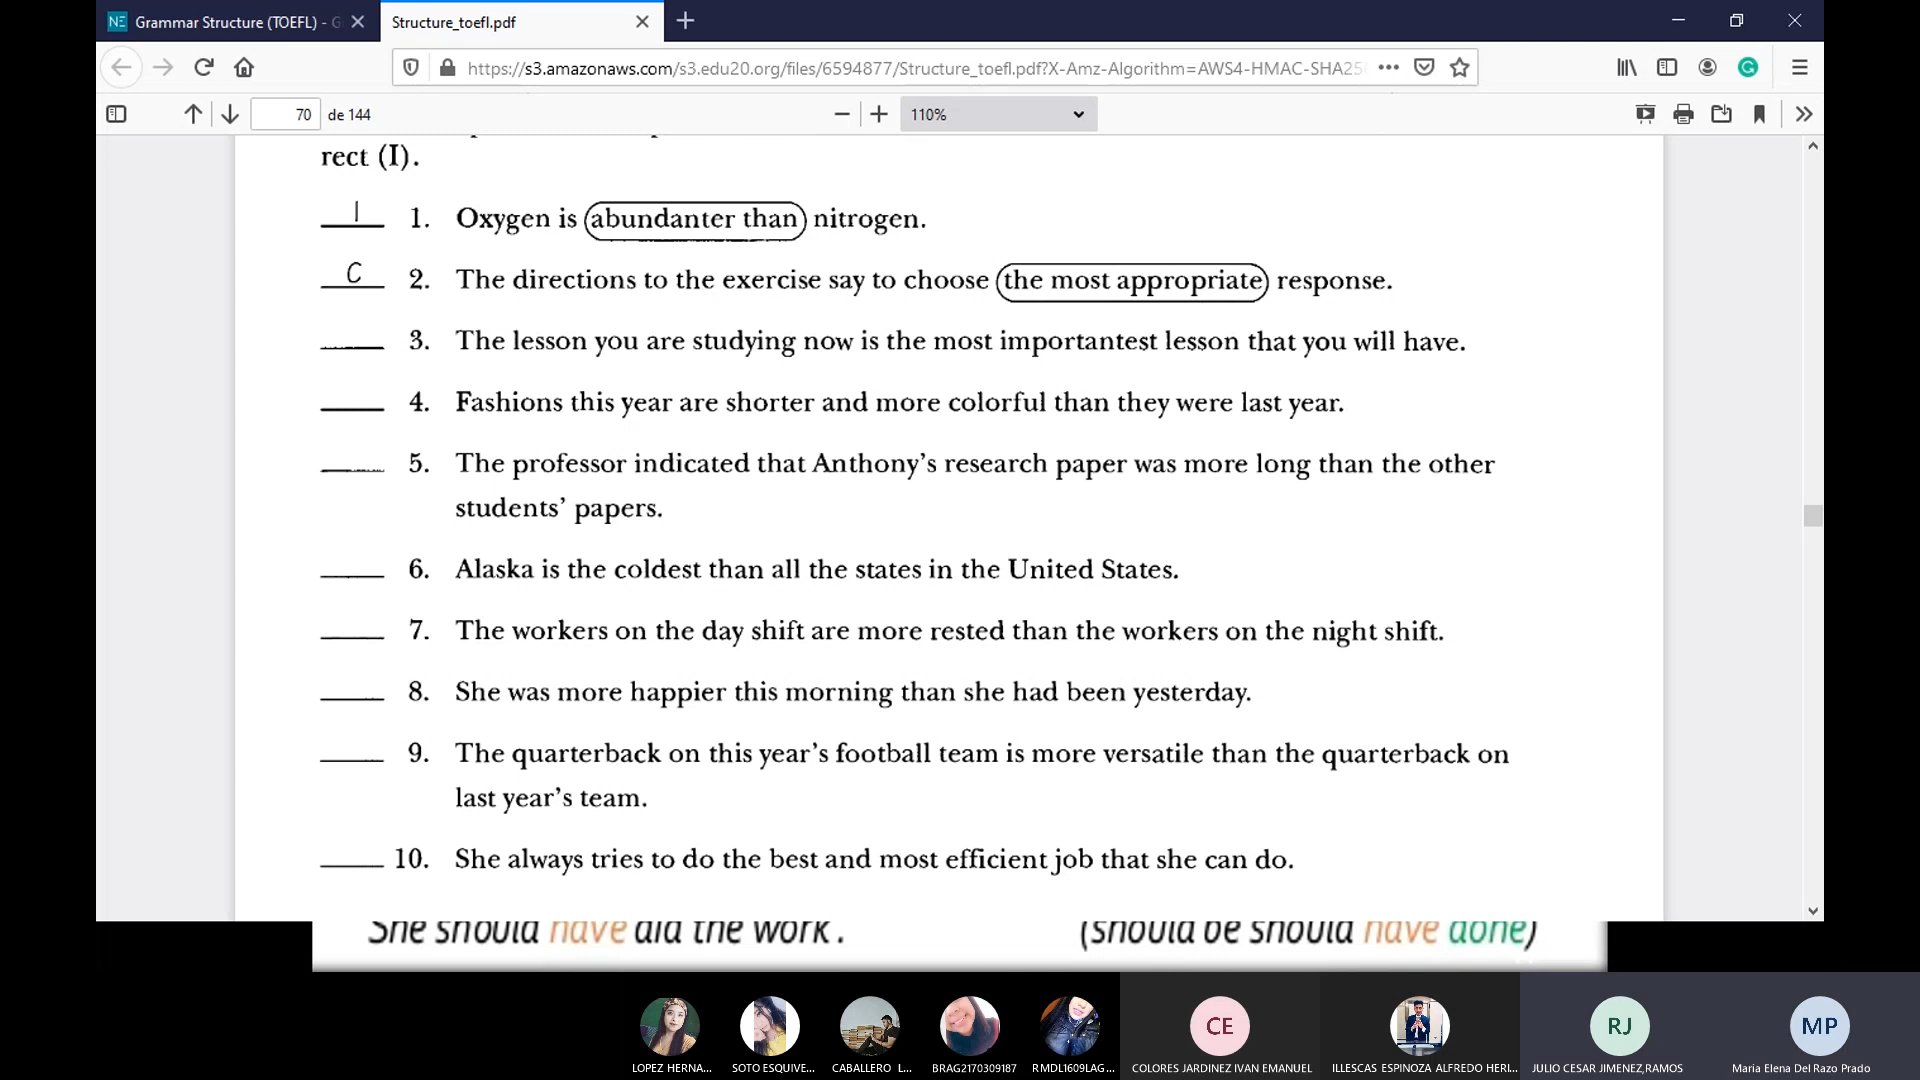 Grammar Structure (TOEFL) - G
Structure_toefl.pdf
https://s3.amazonaws.com/s3.edu20.org/files/6594877/Structure_toefl.pdf?X-Amz-Algorithm=AWS4-HMAC-SHA25
70 de 144
110%
rect (I).
I 1. Oxygen is abundanter than nitrogen.
C 2. The directions to the exercise say to choose the most appropriate response.
3. The lesson you are studying now is the most importantest lesson that you will have.
4. Fashions this year are shorter and more colorful than they were last year.
5. The professor indicated that Anthony's research paper was more long than the other
students' papers.
6. Alaska is the coldest than all the states in the United States.
7. The workers on the day shift are more rested than the workers on the night shift.
8. She was more happier this morning than she had been yesterday.
9. The quarterback on this year's football team is more versatile than the quarterback on
last year's team.
10. She always tries to do the best and most efficient job that she can do.
She should have did the work. (should be should have done)
CE RJ MP
LOPEZ HERNA... SOTO ESQUIVE... CABALLERO L... BRAG2170309187 RMDL1609LAG... COLORES JARDINEZ IVAN EMANUEL ILLESCAS ESPINOZA ALFREDO HERI... JULIO CESAR JIMENEZ,RAMOS Maria Elena Del Razo Prado